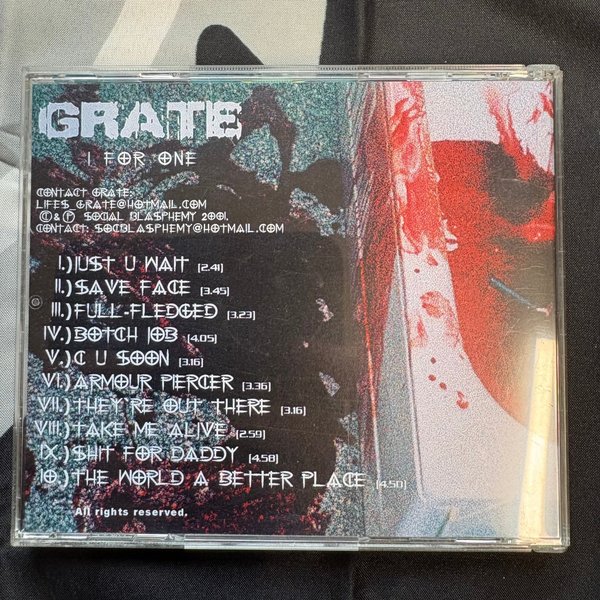 GRATE
I FOR ONE
CONTACT GRATE:
LIFES_GRATE@HOTMAIL.COM
© & ℗ SOCIAL BLASPHEMY 2001.
CONTACT: SOCBLASPHEMY@HOTMAIL.COM
I.) JUST U WAIT [2.41]
II.) SAVE FACE [3.45]
III.) FULL-FLEDGED [3.23]
IV.) BOTCH JOB [4.05]
V.) C U SOON [3.16]
VI.) ARMOUR PIERCER [3.36]
VII.) THEY'RE OUT THERE [3.16]
VIII.) TAKE ME ALIVE [2.59]
IX.) SHIT FOR DADDY [4.58]
10.) THE WORLD A BETTER PLACE [4.50]
All rights reserved.